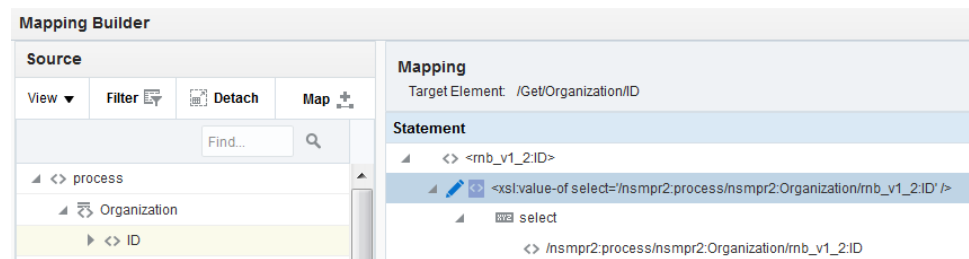 Mapping Builder
Source
View Filter Detach Map
Find...
process
Organization
ID
Mapping
Target Element: /Get/Organization/ID
Statement
<> <rnb_v1_2:ID>
<> <xsl:value-of select='/nsmpr2:process/nsmpr2:Organization/rnb_v1_2:ID' />
XYZ select
<> /nsmpr2:process/nsmpr2:Organization/rnb_v1_2:ID